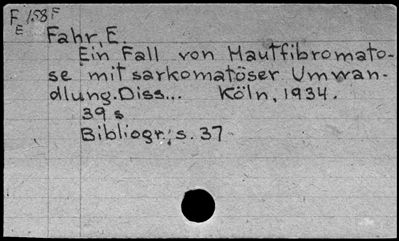 F 158 F
E
Fahr, E.
Ein Fall von Hautfibromato-
se mit sarkomatöser Umwan-
dlung. Diss... Köln, 1934.
39 s
Bibliogr., s. 37